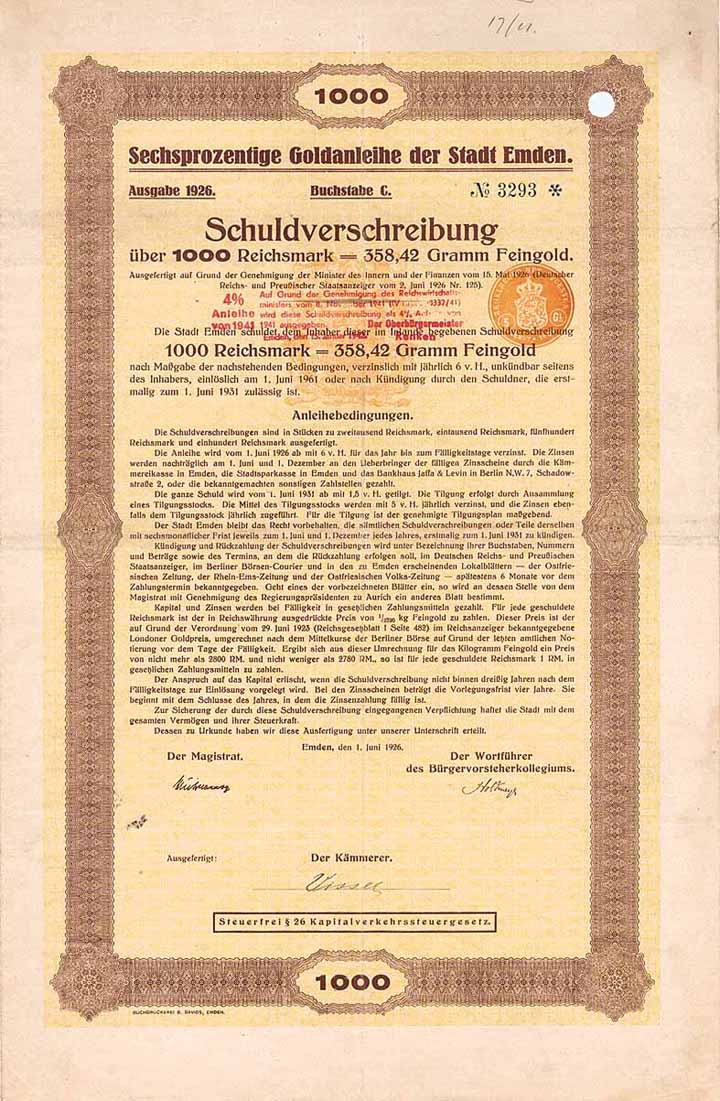 17/21.
1000
Sechsprozentige Goldanleihe der Stadt Emden.
Ausgabe 1926. Buchstabe C. № 3293 *
Schuldverschreibung
über 1000 Reichsmark = 358,42 Gramm Feingold.
Ausgefertigt auf Grund der Genehmigung der Minister des Innern und der Finanzen vom 15. Mai 1926 (Deutscher
Reichs- und Preußischer Staatsanzeiger vom 2. Juni 1926 Nr. 125).
4% Auf Grund der Genehmigung des Reichswirtschafts-
ministers vom 8. November 1941
Anleihe wird diese Schuldverschreibung als 4%
von 1941 1941 ausgegeben. Der Oberbürgermeister
Emden, Renken
Die Stadt Emden schuldet dem Inhaber dieser im Inlande begebenen Schuldverschreibung
1000 Reichsmark = 358,42 Gramm Feingold
nach Maßgabe der nachstehenden Bedingungen, verzinslich mit jährlich 6 v. H., unkündbar seitens
des Inhabers, einlöslich am 1. Juni 1961 oder nach Kündigung durch den Schuldner, die erst-
malig zum 1. Juni 1931 zulässig ist.
Anleihebedingungen.
Die Schuldverschreibungen sind in Stücken zu zweitausend Reichsmark, eintausend Reichsmark, fünfhundert
Reichsmark und einhundert Reichsmark ausgefertigt.
Die Anleihe wird vom 1. Juni 1926 ab mit 6 v. H. für das Jahr bis zum Fälligkeitstage verzinst. Die Zinsen
werden nachträglich am 1. Juni und 1. Dezember an den Ueberbringer der fälligen Zinsscheine durch die Käm-
mereikasse in Emden, die Stadtsparkasse in Emden und das Bankhaus Jaffa & Levin in Berlin N.W. 7, Schadow-
straße 2, oder die bekanntgemachten sonstigen Zahlstellen gezahlt.
Die ganze Schuld wird vom 1. Juni 1931 ab mit 1,5 v. H. getilgt. Die Tilgung erfolgt durch Ansammlung
eines Tilgungsstocks. Die Mittel des Tilgungsstocks werden mit 5 v. H. jährlich verzinst, und die Zinsen eben-
falls dem Tilgungsstock jährlich zugeführt. Für die Tilgung ist der genehmigte Tilgungsplan maßgebend.
Der Stadt Emden bleibt das Recht vorbehalten, die sämtlichen Schuldverschreibungen oder Teile derselben
mit sechsmonatlicher Frist jeweils zum 1. Juni und 1. Dezember jedes Jahres, erstmalig zum 1. Juni 1931 zu kündigen.
Kündigung und Rückzahlung der Schuldverschreibungen wird unter Bezeichnung ihrer Buchstaben, Nummern
und Beträge sowie des Termins, an dem die Rückzahlung erfolgen soll, in Deutschen Reichs- und Preußischen
Staatsanzeiger, im Berliner Börsen-Courier und in den zu Emden erscheinenden Lokalblättern — der Ostfrie-
sischen Zeitung, der Rhein-Ems-Zeitung und der Ostfriesischen Volks-Zeitung — spätestens 6 Monate vor dem
Zahlungstermin bekanntgegeben. Geht eines der vorbezeichneten Blätter ein, so wird an dessen Stelle von dem
Magistrat mit Genehmigung des Regierungspräsidenten zu Aurich ein anderes Blatt bestimmt.
Kapital und Zinsen werden bei Fälligkeit in gesetzlichen Zahlungsmitteln gezahlt. Für jede geschuldete
Reichsmark ist der in Reichswährung ausgedrückte Preis von 1/2790 kg Feingold zu zahlen. Dieser Preis ist der
auf Grund der Verordnung vom 29. Juni 1923 (Reichsgesetzblatt I Seite 482) im Reichsanzeiger bekanntgegebene
Londoner Goldpreis, umgerechnet nach dem Mittelkurse der Berliner Börse auf Grund der letzten amtlichen No-
tierung vor dem Tage der Fälligkeit. Ergibt sich aus dieser Umrechnung für das Kilogramm Feingold ein Preis
von nicht mehr als 2800 RM. und nicht weniger als 2780 RM., so ist für jede geschuldete Reichsmark 1 RM. in
gesetzlichen Zahlungsmitteln zu zahlen.
Der Anspruch auf das Kapital erlischt, wenn die Schuldverschreibung nicht binnen dreißig Jahren nach dem
Fälligkeitstage zur Einlösung vorgelegt wird. Bei den Zinsscheinen beträgt die Vorlegungsfrist vier Jahre. Sie
beginnt mit dem Schlusse des Jahres, in dem die Zinsenzahlung fällig ist.
Zur Sicherung der durch diese Schuldverschreibung eingegangenen Verpflichtung haftet die Stadt mit dem
gesamten Vermögen und ihrer Steuerkraft.
Dessen zu Urkunde haben wir diese Ausfertigung unter unserer Unterschrift erteilt.
Emden, den 1. Juni 1926.
Der Magistrat. Der Wortführer
des Bürgervorsteherkollegiums.
Ausgefertigt: Der Kämmerer.
Steuerfrei § 26 Kapitalverkehrssteuergesetz.
1000
BUCHDRUCKEREI B. DAVIDS, EMDEN.